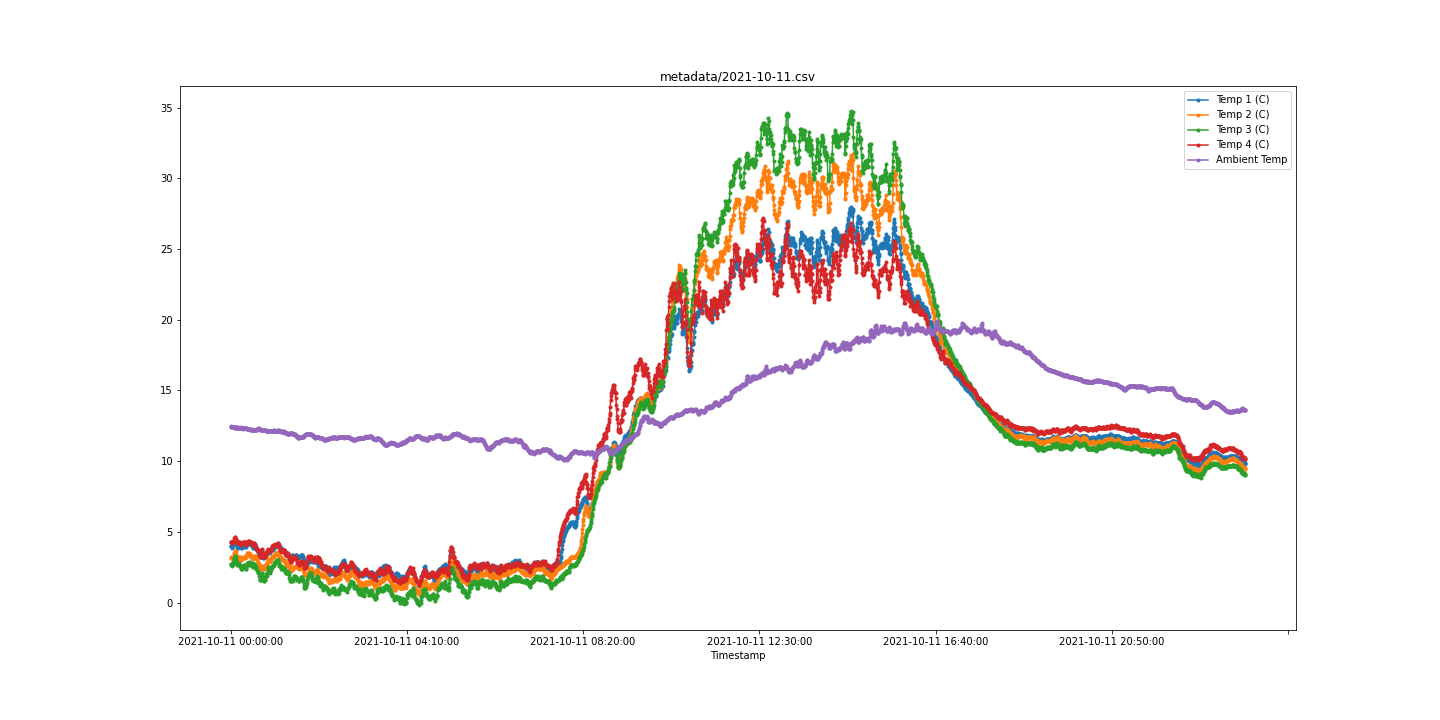 metadata/2021-10-11.csv
Temp 1 (C)
Temp 2 (C)
Temp 3 (C)
Temp 4 (C)
Ambient Temp
35
30
25
20
15
10
5
0
2021-10-11 00:00:00
2021-10-11 04:10:00
2021-10-11 08:20:00
2021-10-11 12:30:00
2021-10-11 16:40:00
2021-10-11 20:50:00
Timestamp